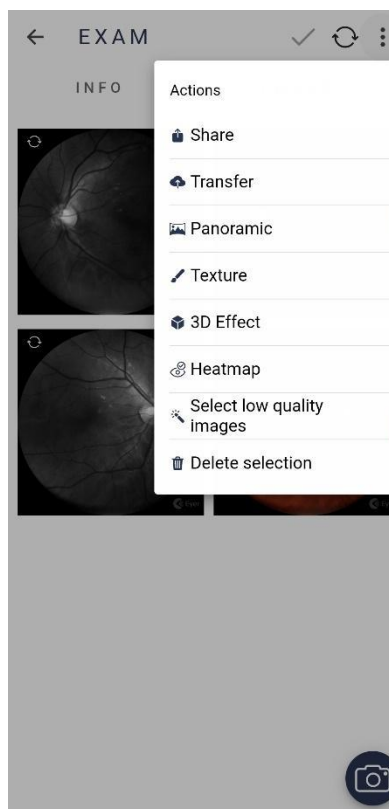 EXAM
INFO
Actions
Share
Transfer
Panoramic
Texture
3D Effect
Heatmap
Select low quality
images
Delete selection